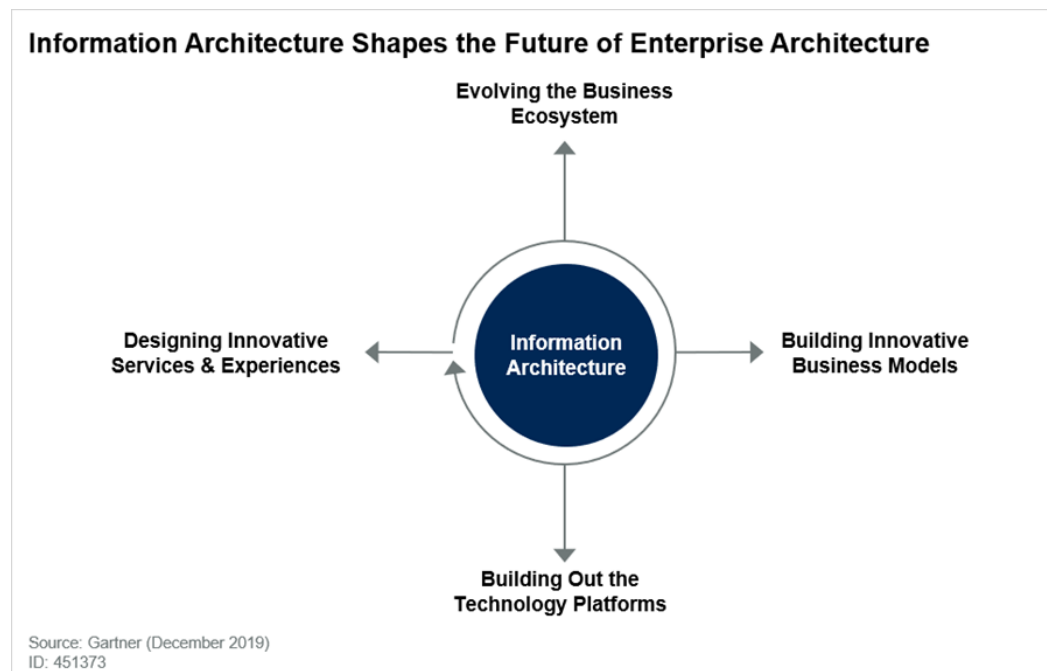 Information Architecture Shapes the Future of Enterprise Architecture
Evolving the Business
Ecosystem
Designing Innovative
Services & Experiences
Information
Architecture
Building Innovative
Business Models
Building Out the
Technology Platforms
Source: Gartner (December 2019)
ID: 451373